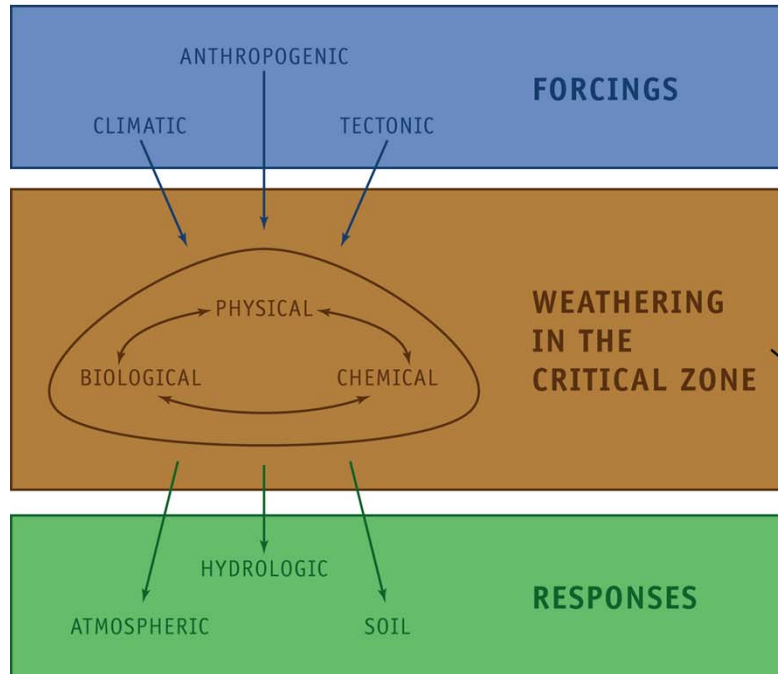 ANTHROPOGENIC
CLIMATIC
TECTONIC
FORCINGS
PHYSICAL
BIOLOGICAL
CHEMICAL
WEATHERING
IN THE
CRITICAL ZONE
HYDROLOGIC
ATMOSPHERIC
SOIL
RESPONSES